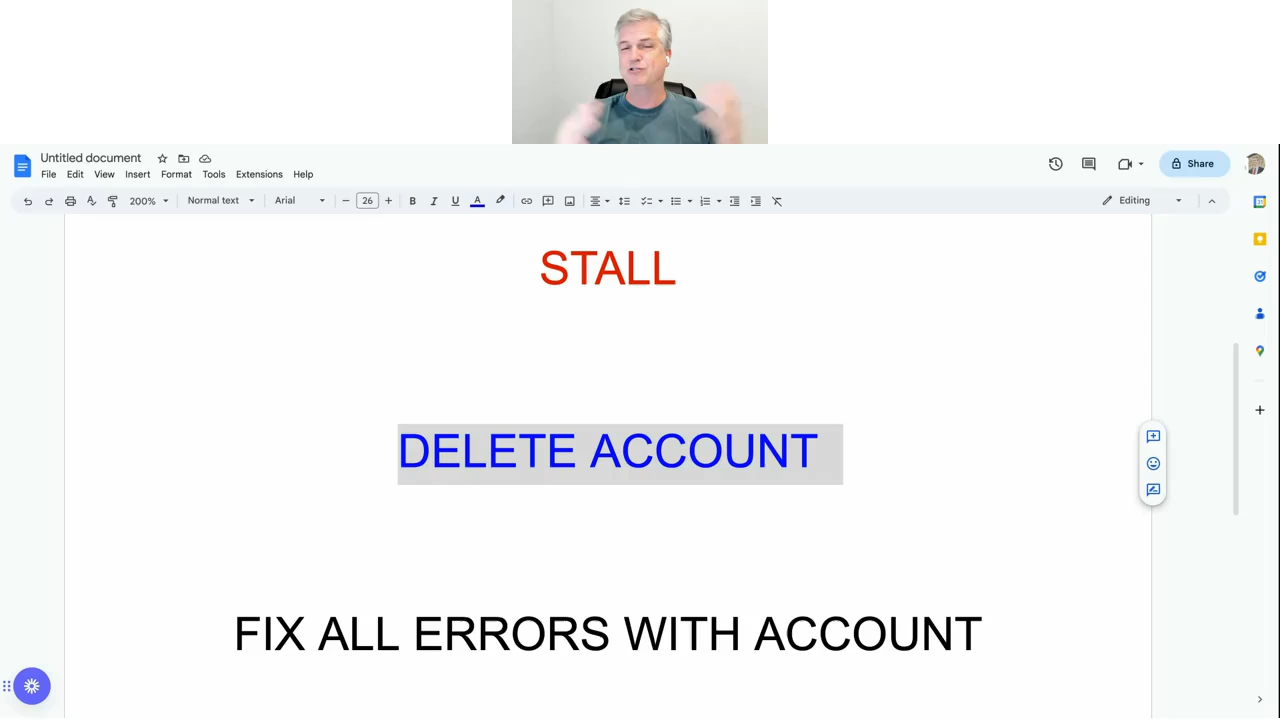 Untitled document
File Edit View Insert Format Tools Extensions Help
Share
200% Normal text Arial 26 B I U A Editing
STALL
DELETE ACCOUNT
FIX ALL ERRORS WITH ACCOUNT